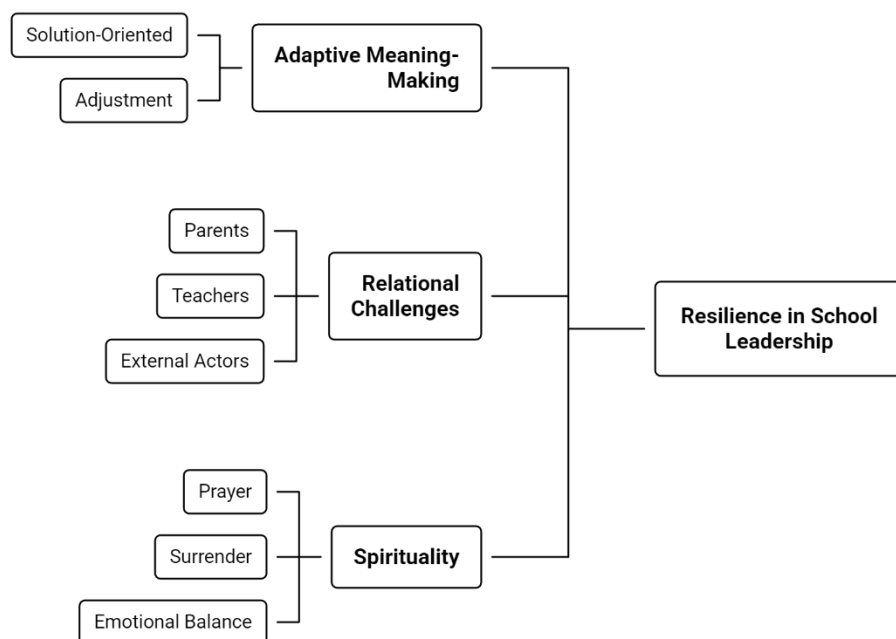 Solution-Oriented
Adjustment
Adaptive Meaning-
Making
Parents
Teachers
External Actors
Relational
Challenges
Prayer
Surrender
Emotional Balance
Spirituality
Resilience in School
Leadership